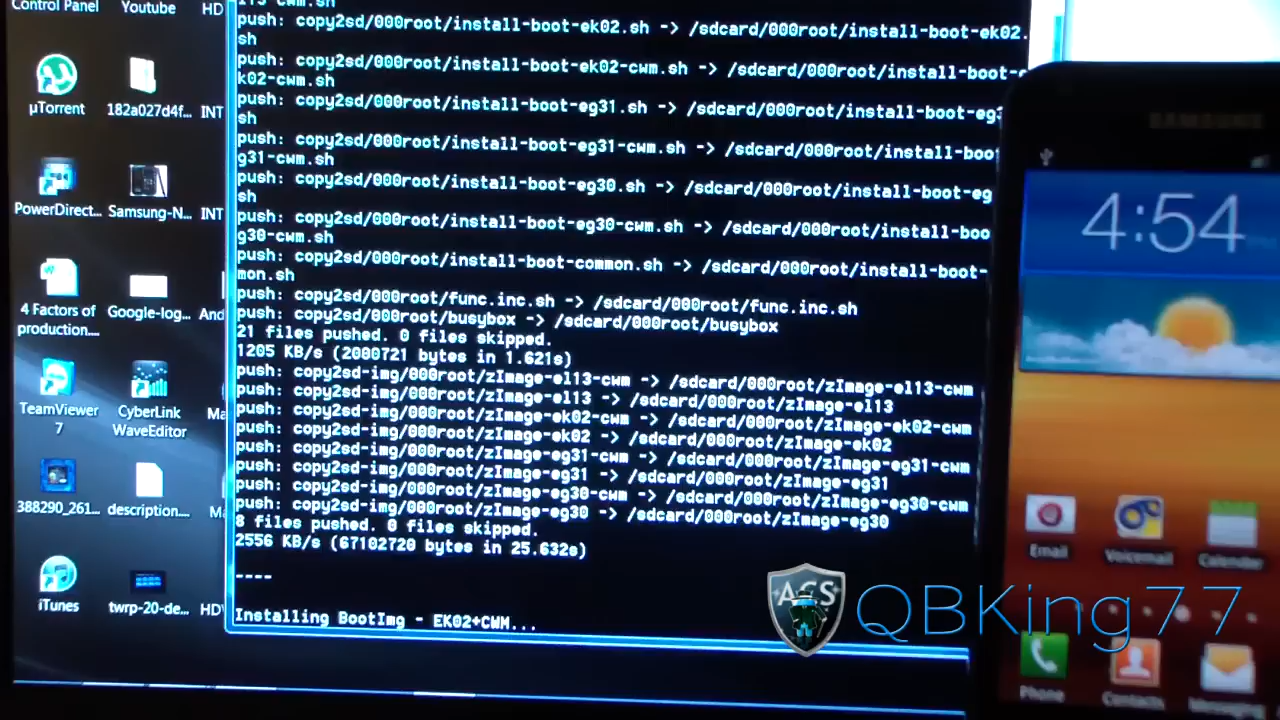 Control Panel
Youtube
HD
µTorrent
182a027d4f...
INT
PowerDirect...
Samsung-N...
INT
4 Factors of
production....
Google-log...
And
TeamViewer
7
CyberLink
WaveEditor
Ma
388290_261...
description....
Ma
iTunes
twrp-20-de...
HD
push: copy2sd/000root/install-boot-ek02.sh -> /sdcard/000root/install-boot-ek02.
sh
push: copy2sd/000root/install-boot-ek02-cwm.sh -> /sdcard/000root/install-boot-e
k02-cwm.sh
push: copy2sd/000root/install-boot-eg31.sh -> /sdcard/000root/install-boot-eg3
sh
push: copy2sd/000root/install-boot-eg31-cwm.sh -> /sdcard/000root/install-boot
g31-cwm.sh
push: copy2sd/000root/install-boot-eg30.sh -> /sdcard/000root/install-boot-eg
sh
push: copy2sd/000root/install-boot-eg30-cwm.sh -> /sdcard/000root/install-boo
g30-cwm.sh
push: copy2sd/000root/install-boot-common.sh -> /sdcard/000root/install-boot-
mon.sh
push: copy2sd/000root/func.inc.sh -> /sdcard/000root/func.inc.sh
push: copy2sd/000root/busybox -> /sdcard/000root/busybox
21 files pushed. 0 files skipped.
1205 KB/s (2000721 bytes in 1.621s)
push: copy2sd-img/000root/zImage-el13-cwm -> /sdcard/000root/zImage-el13-cwm
push: copy2sd-img/000root/zImage-el13 -> /sdcard/000root/zImage-el13
push: copy2sd-img/000root/zImage-ek02-cwm -> /sdcard/000root/zImage-ek02-cwm
push: copy2sd-img/000root/zImage-ek02 -> /sdcard/000root/zImage-ek02
push: copy2sd-img/000root/zImage-eg31-cwm -> /sdcard/000root/zImage-eg31-cwm
push: copy2sd-img/000root/zImage-eg31 -> /sdcard/000root/zImage-eg31
push: copy2sd-img/000root/zImage-eg30-cwm -> /sdcard/000root/zImage-eg30-cwm
push: copy2sd-img/000root/zImage-eg30 -> /sdcard/000root/zImage-eg30
8 files pushed. 0 files skipped.
2556 KB/s (67102720 bytes in 25.632s)
----
Installing BootImg - EK02+CWM...
SAMSUNG
4:54
Email
Voicemail
Calendar
Phone
Contacts
Messaging
ACS
QBKing77